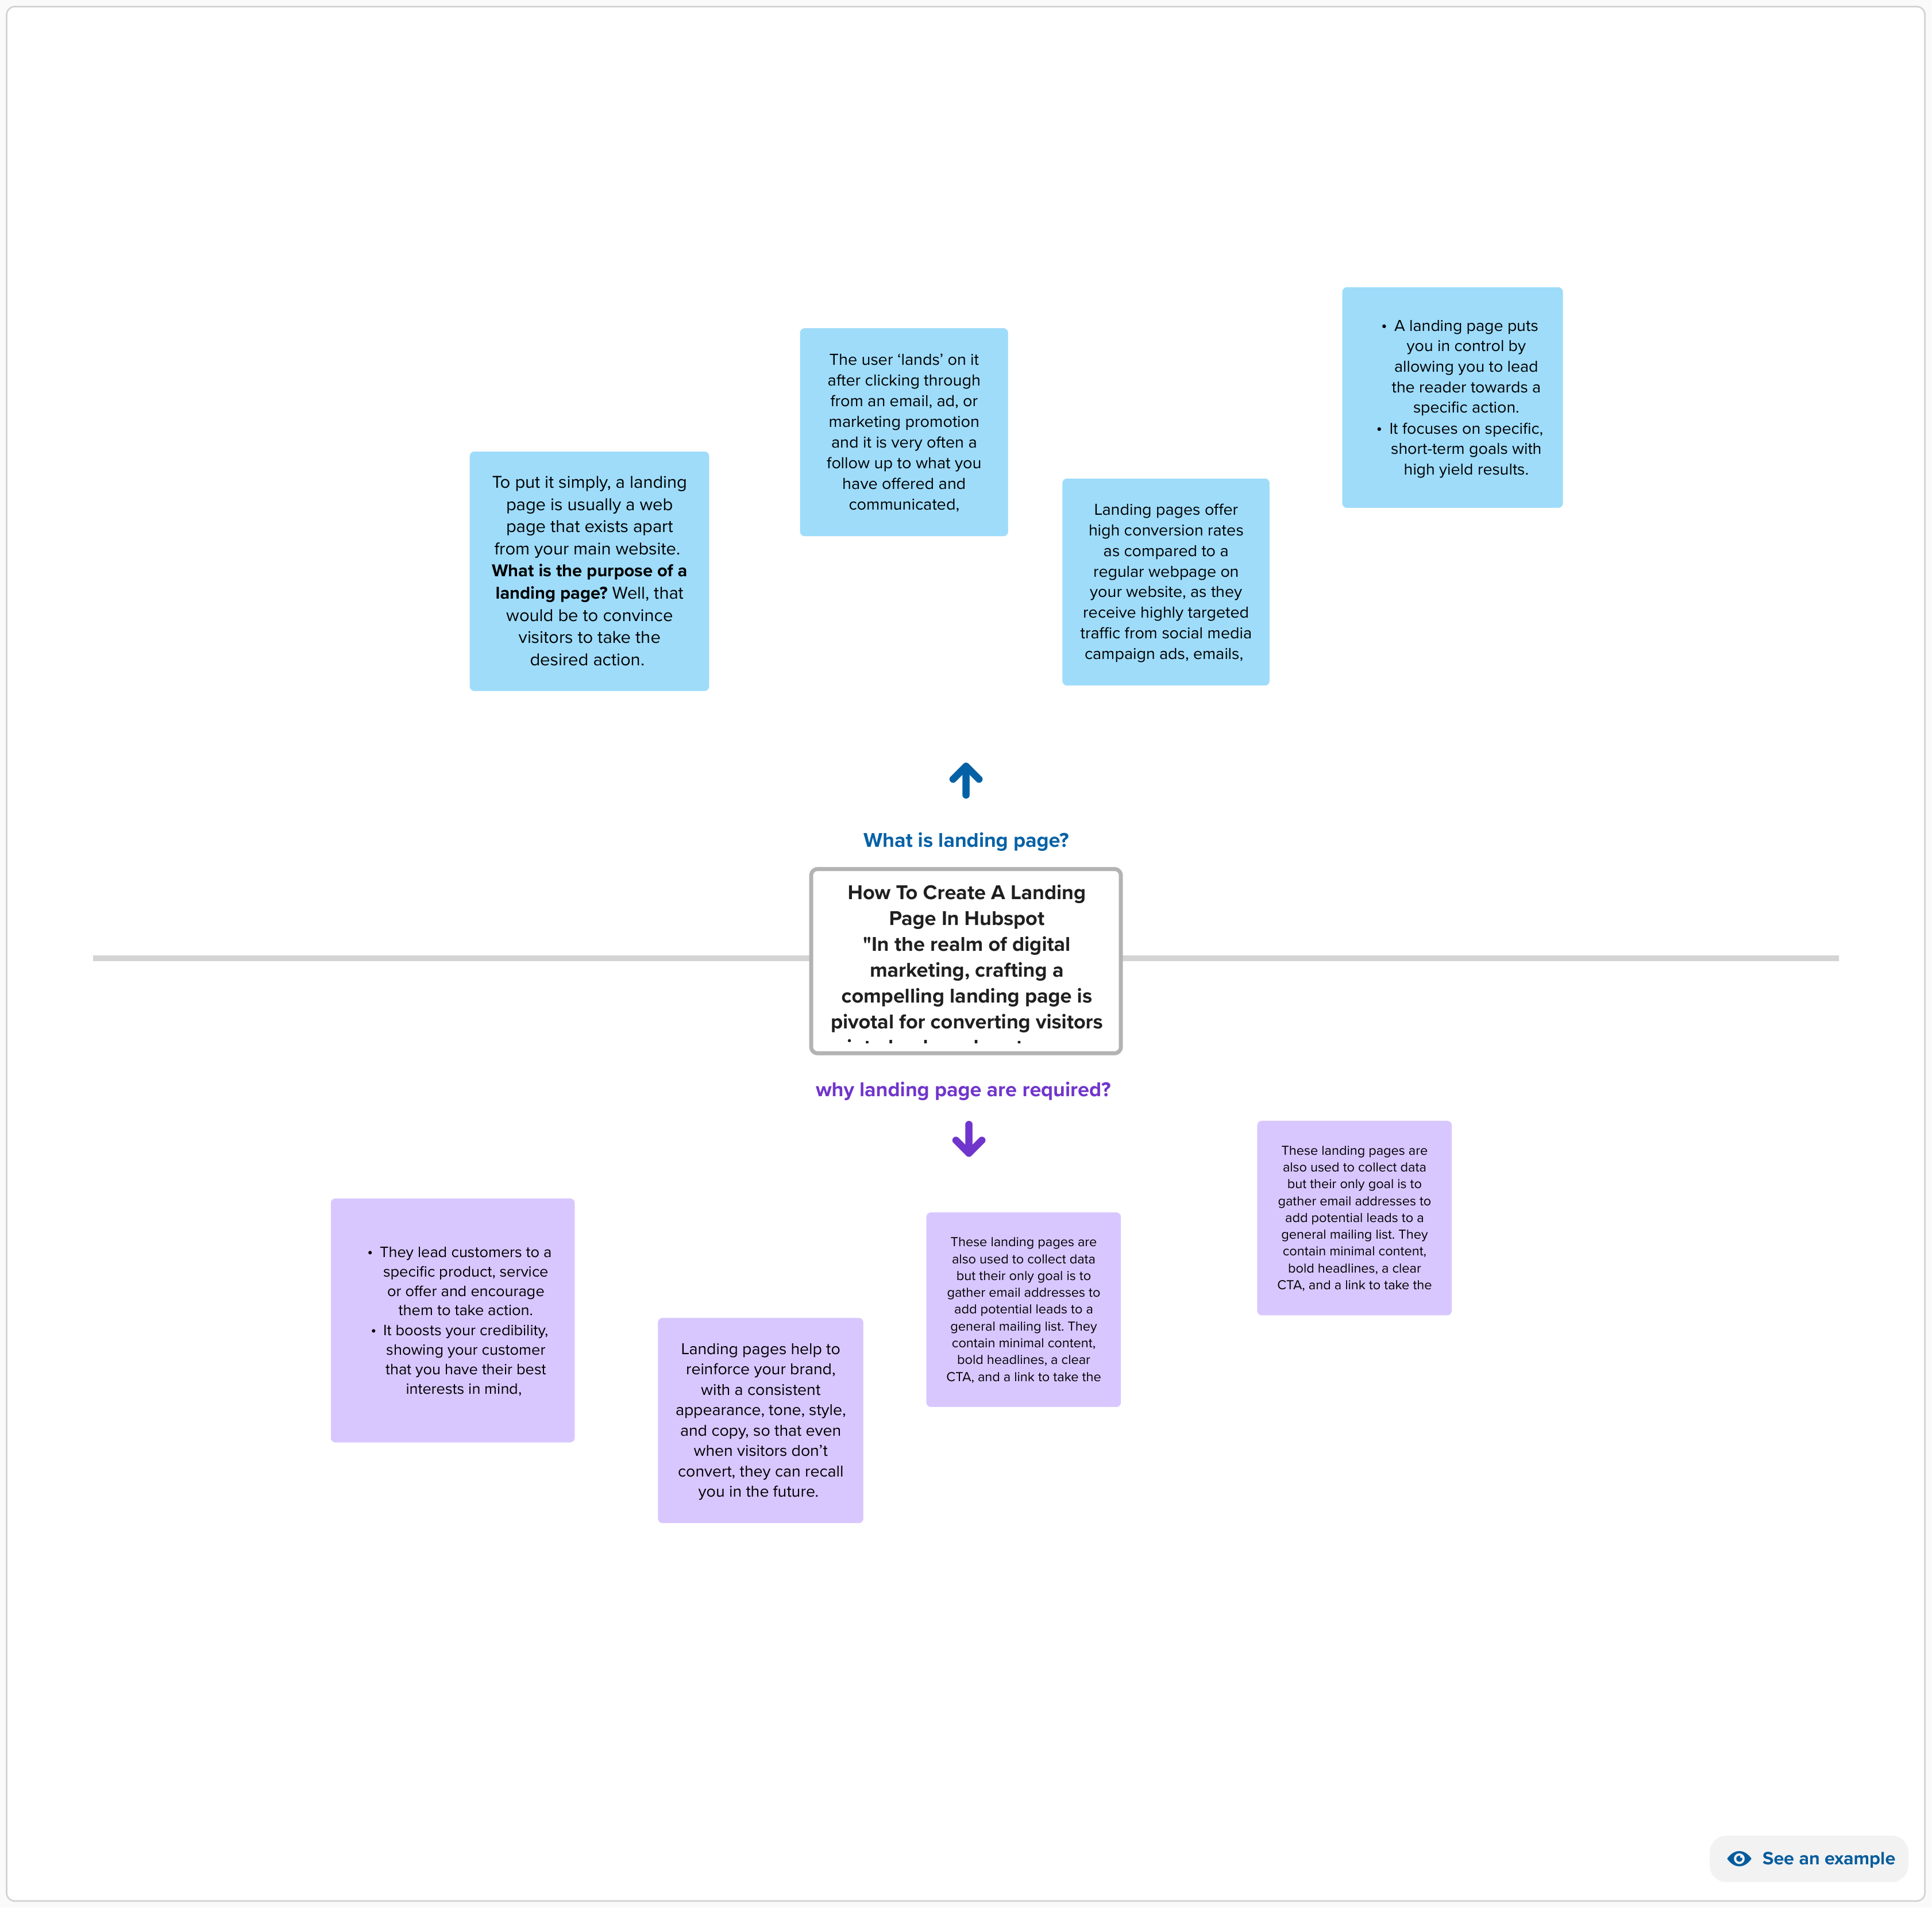 To put it simply, a landing
page is usually a web
page that exists apart
from your main website.
What is the purpose of a
landing page? Well, that
would be to convince
visitors to take the
desired action.
The user ‘lands’ on it
after clicking through
from an email, ad, or
marketing promotion
and it is very often a
follow up to what you
have offered and
communicated,
Landing pages offer
high conversion rates
as compared to a
regular webpage on
your website, as they
receive highly targeted
traffic from social media
campaign ads, emails,
• A landing page puts
you in control by
allowing you to lead
the reader towards a
specific action.
• It focuses on specific,
short-term goals with
high yield results.
What is landing page?
How To Create A Landing
Page In Hubspot
"In the realm of digital
marketing, crafting a
compelling landing page is
pivotal for converting visitors
why landing page are required?
• They lead customers to a
specific product, service
or offer and encourage
them to take action.
• It boosts your credibility,
showing your customer
that you have their best
interests in mind,
Landing pages help to
reinforce your brand,
with a consistent
appearance, tone, style,
and copy, so that even
when visitors don’t
convert, they can recall
you in the future.
These landing pages are
also used to collect data
but their only goal is to
gather email addresses to
add potential leads to a
general mailing list. They
contain minimal content,
bold headlines, a clear
CTA, and a link to take the
These landing pages are
also used to collect data
but their only goal is to
gather email addresses to
add potential leads to a
general mailing list. They
contain minimal content,
bold headlines, a clear
CTA, and a link to take the
See an example